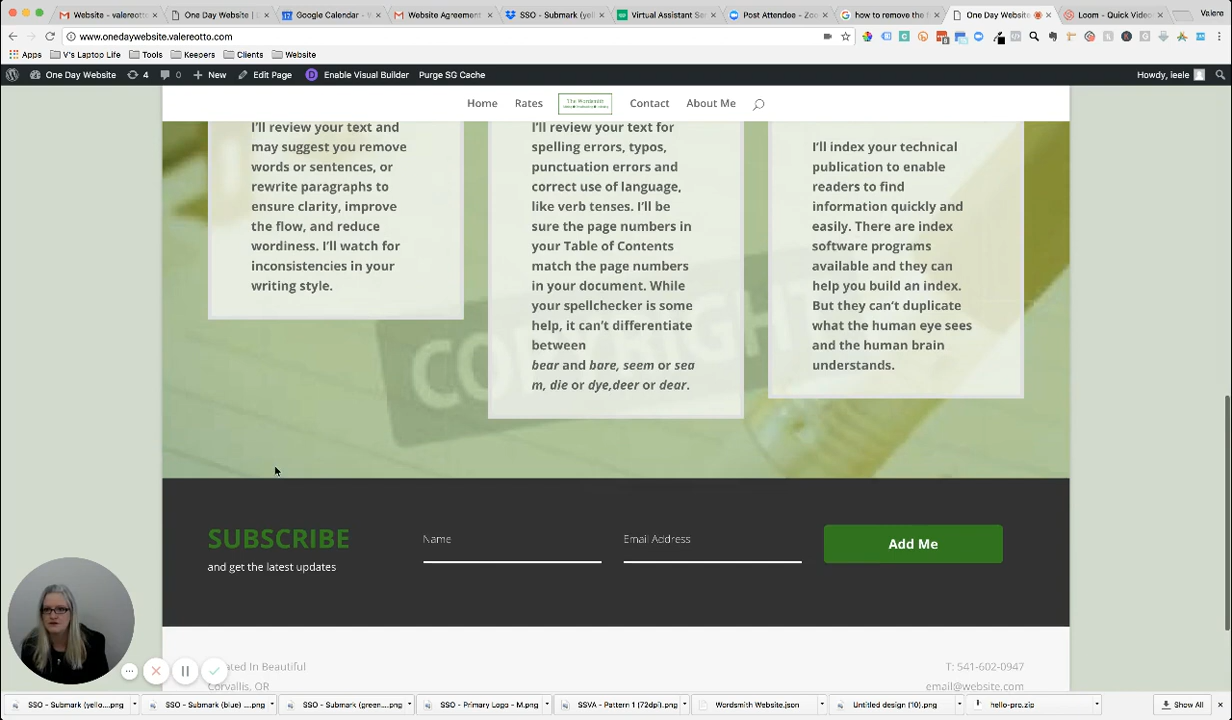 Website - valereotto
One Day Website |
Google Calendar - W
Website Agreement
SSO - Submark (yel
Virtual Assistant Se
Post Attendee - Zoo
how to remove the
One Day Website
Loom - Quick Video
Valere
www.onedaywebsite.valereotto.com
Apps
V's Laptop Life
Tools
Keepers
Clients
Website
One Day Website
4
0
New
Edit Page
Enable Visual Builder
Purge SG Cache
Howdy, ieele
Home
Rates
The Wordsmith
Contact
About Me
I'll review your text and
may suggest you remove
words or sentences, or
rewrite paragraphs to
ensure clarity, improve
the flow, and reduce
wordiness. I'll watch for
inconsistencies in your
writing style.
I'll review your text for
spelling errors, typos,
punctuation errors and
correct use of language,
like verb tenses. I'll be
sure the page numbers in
your Table of Contents
match the page numbers
in your document. While
your spellchecker is some
help, it can't differentiate
between
bear and bare, seem or sea
m, die or dye,deer or dear.
I'll index your technical
publication to enable
readers to find
information quickly and
easily. There are index
software programs
available and they can
help you build an index.
But they can't duplicate
what the human eye sees
and the human brain
understands.
COPYRIGHT
SUBSCRIBE
and get the latest updates
Name
Email Address
Add Me
ated In Beautiful
Corvallis, OR
T: 541-602-0947
email@website.com
SSO - Submark (yello....png
SSO - Submark (blue) ....png
SSO - Submark (green....png
SSO - Primary Logo - M.png
SSVA - Pattern 1 (72dpi).png
Wordsmith Website.json
Untitled design (10).png
hello-pro.zip
Show All